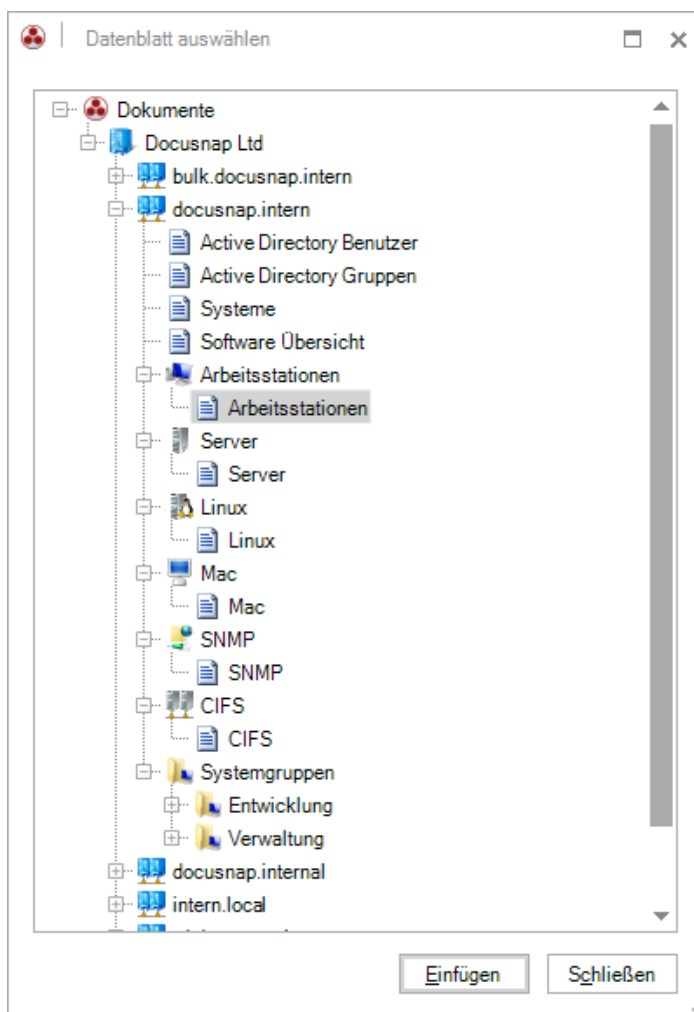 Datenblatt auswählen
Dokumente
Docusnap Ltd
bulk.docusnap.intern
docusnap.intern
Active Directory Benutzer
Active Directory Gruppen
Systeme
Software Übersicht
Arbeitsstationen
Arbeitsstationen
Server
Server
Linux
Linux
Mac
Mac
SNMP
SNMP
CIFS
CIFS
Systemgruppen
Entwicklung
Verwaltung
docusnap.internal
intern.local
Einfügen Schließen